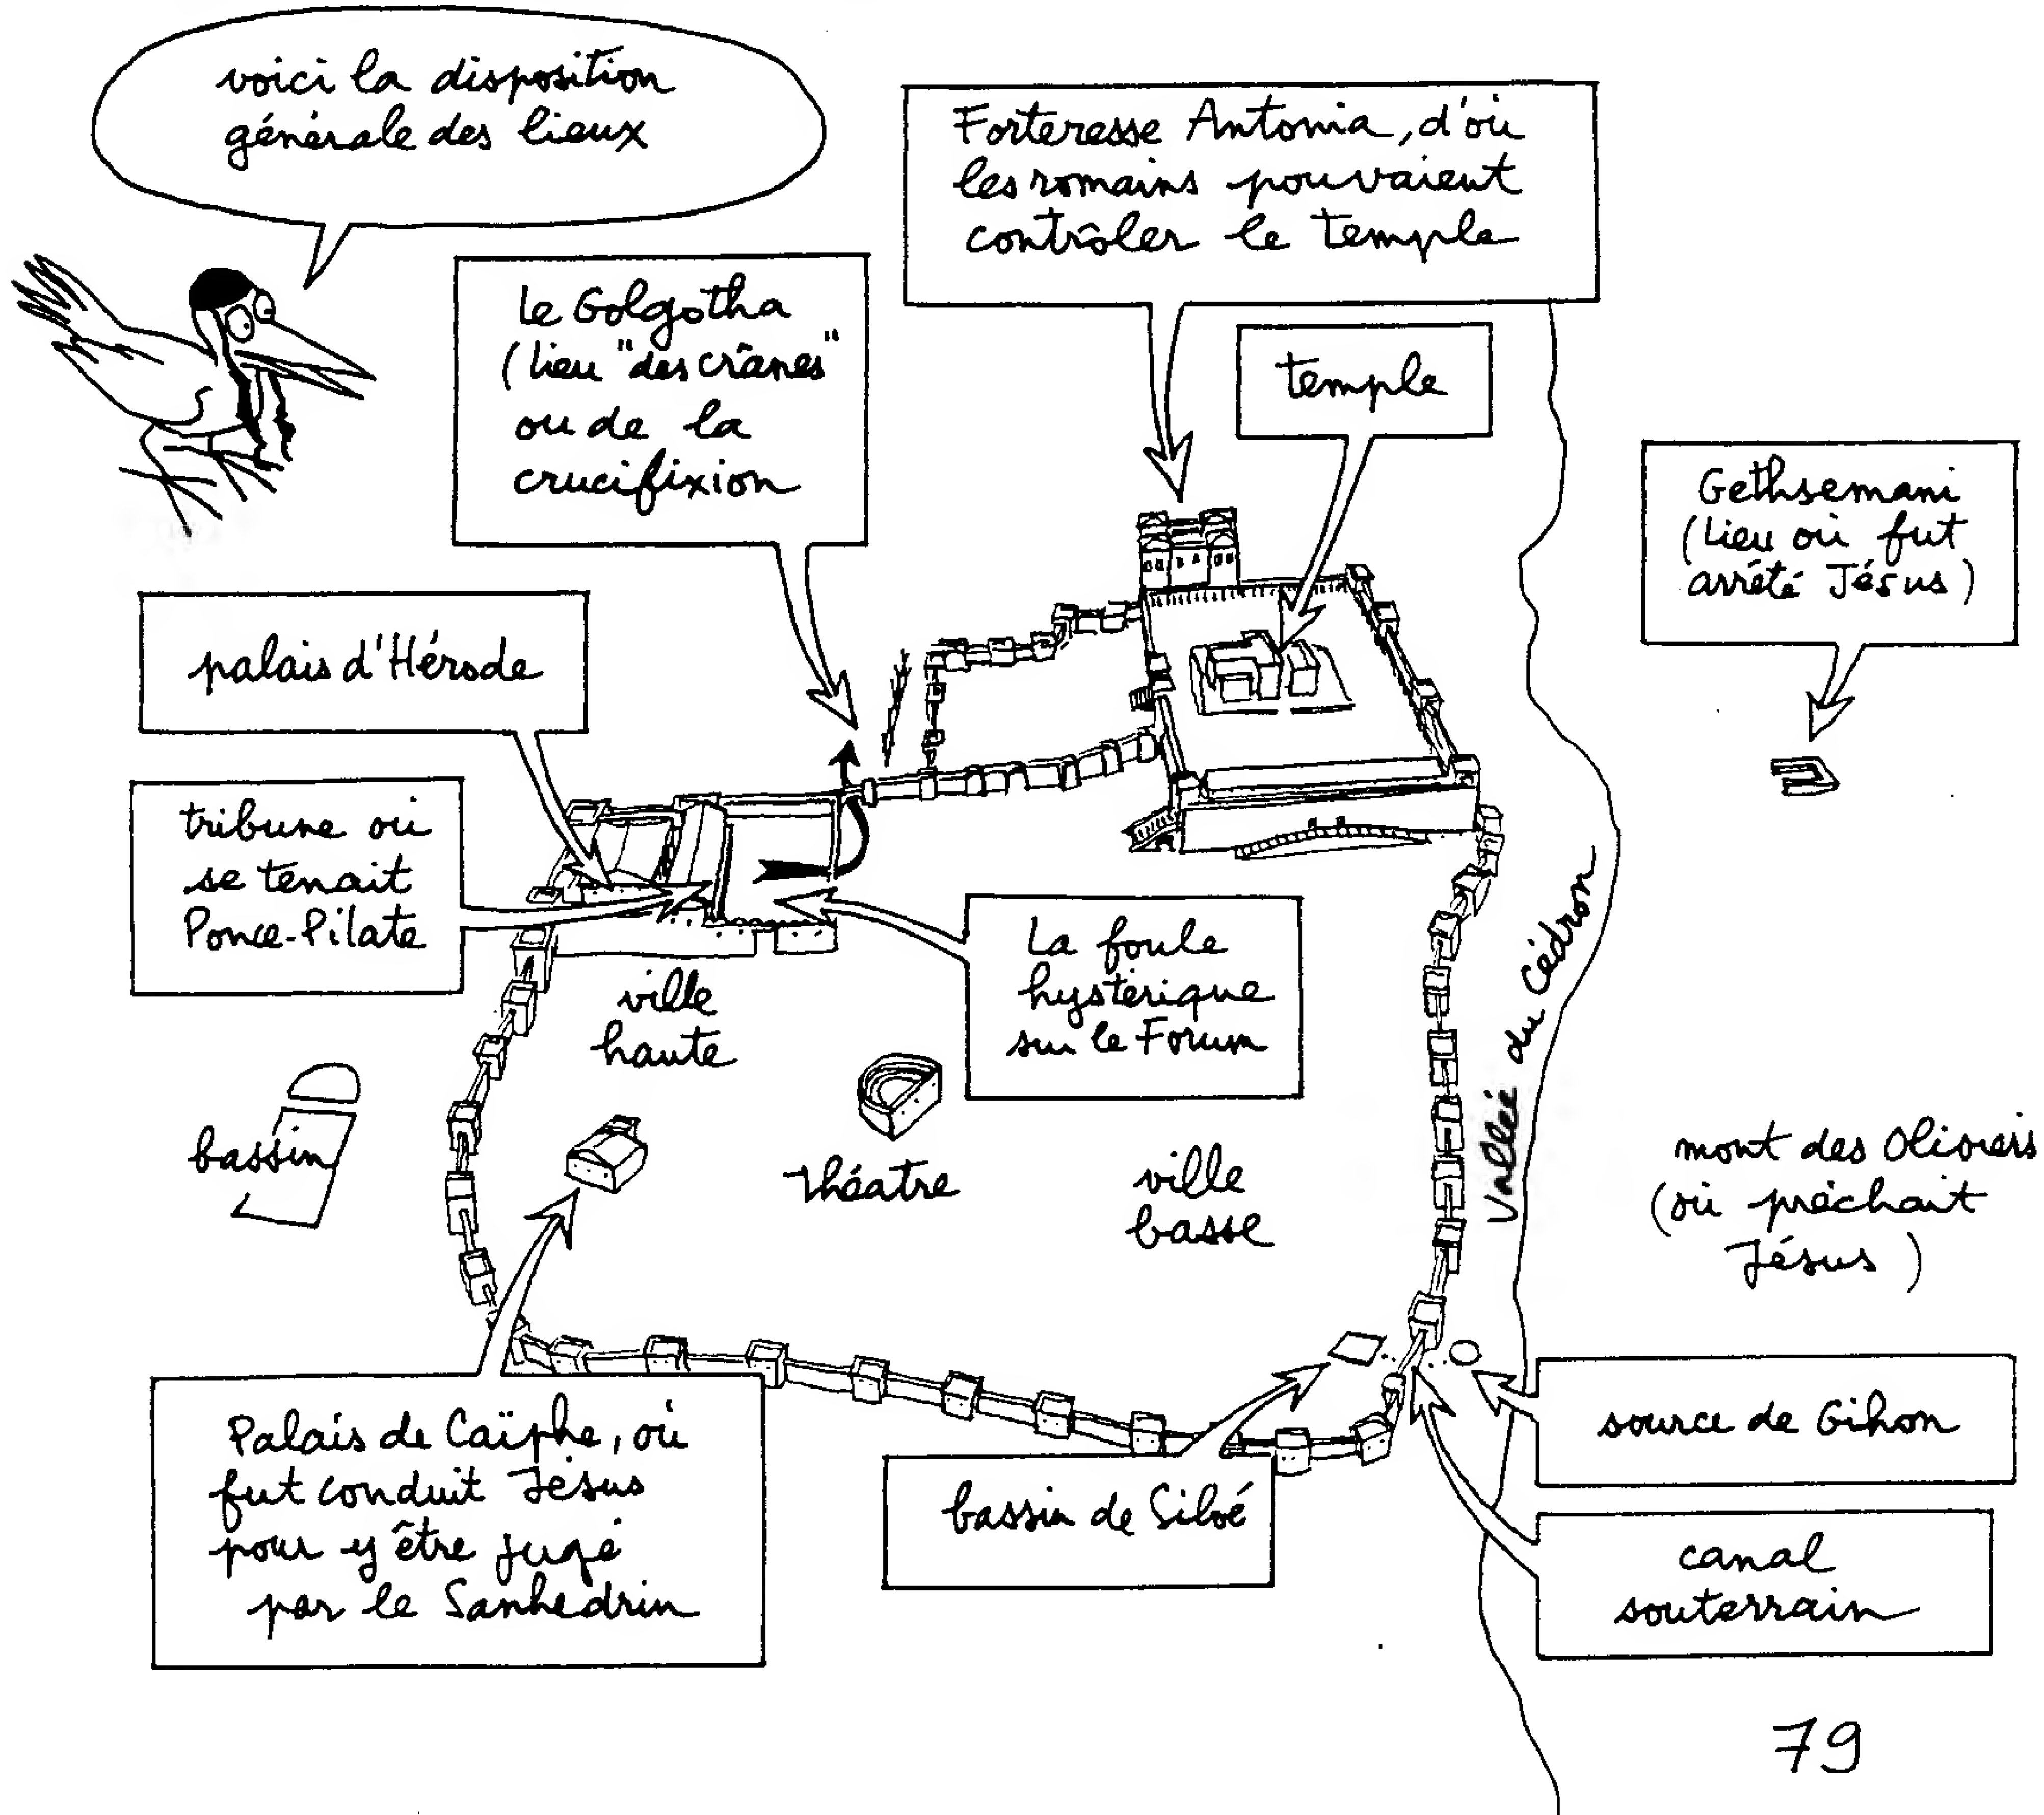 voici la disposition
générale des lieux
Forteresse Antonia, d'où
les romains pouvaient
contrôler le temple
le Golgotha
(lieu "des crânes"
ou de la
crucifixion
temple
Gethsemani
(lieu où fut
arrété Jésus)
palais d'Hérode
tribune où
se tenait
Ponce-Pilate
La foule
hystérique
sur le Forum
ville
haute
bassin
théatre
ville
basse
Vallée du Cédron
mont des Oliviers
(où préchait
Jésus)
Palais de Caïphe, où
fut conduit Jésus
pour y être jugé
par le Sanhedrin
bassin de Siloé
source de Gihon
canal
souterrain
79